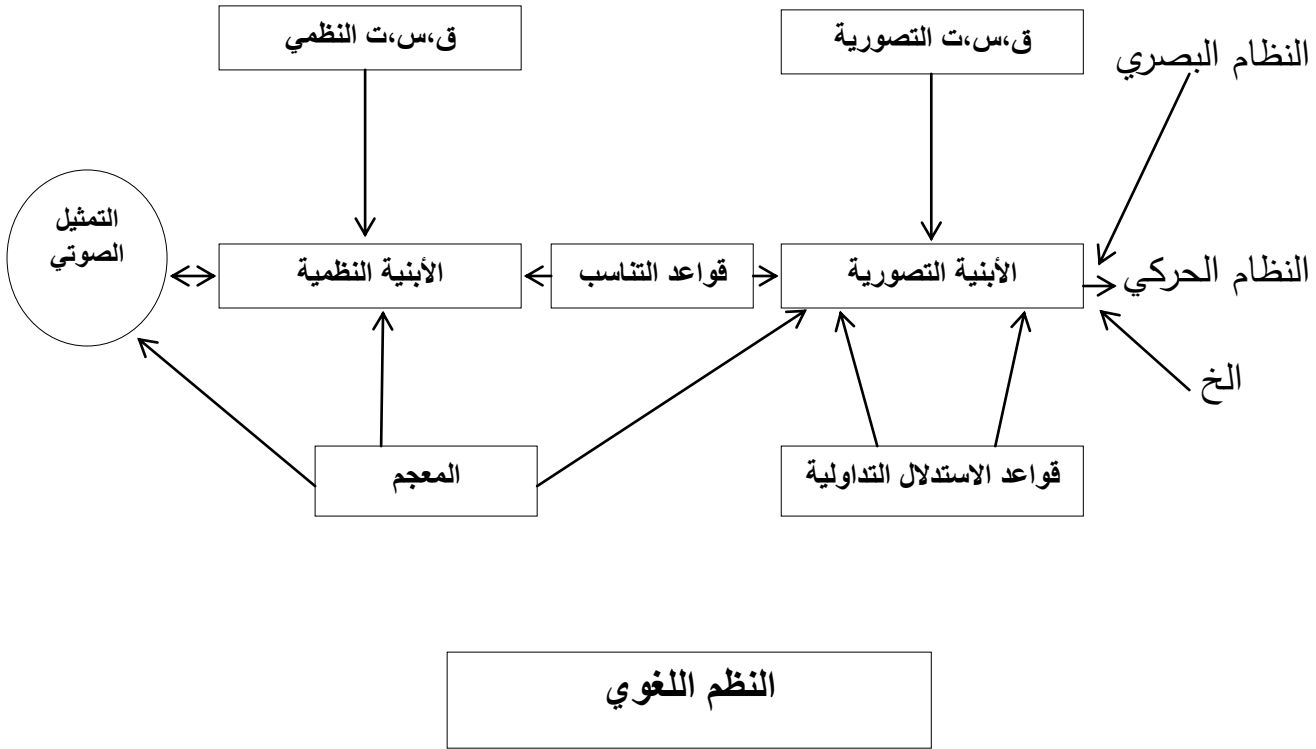 النظام البصري
ق،س،ت التصورية
ق،س،ت النظمي
النظام الحركي
الأبنية التصورية
قواعد التناسب
الأبنية النظمية
التمثيل
الصوتي
الخ
قواعد الاستدلال التداولية
المعجم
النظم اللغوي